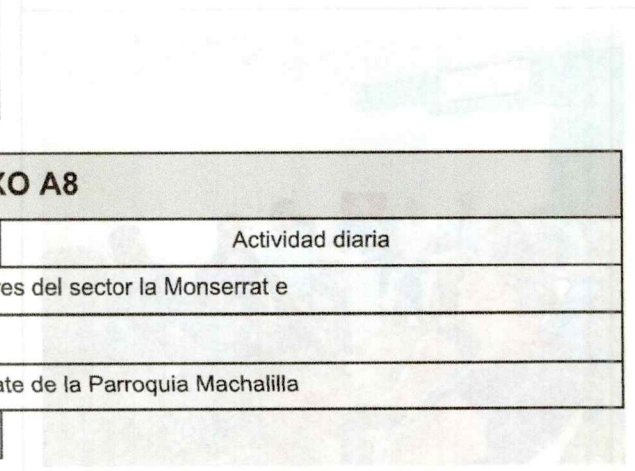 XO A8
Actividad diaria
res del sector la Monserrat e
ate de la Parroquia Machalilla